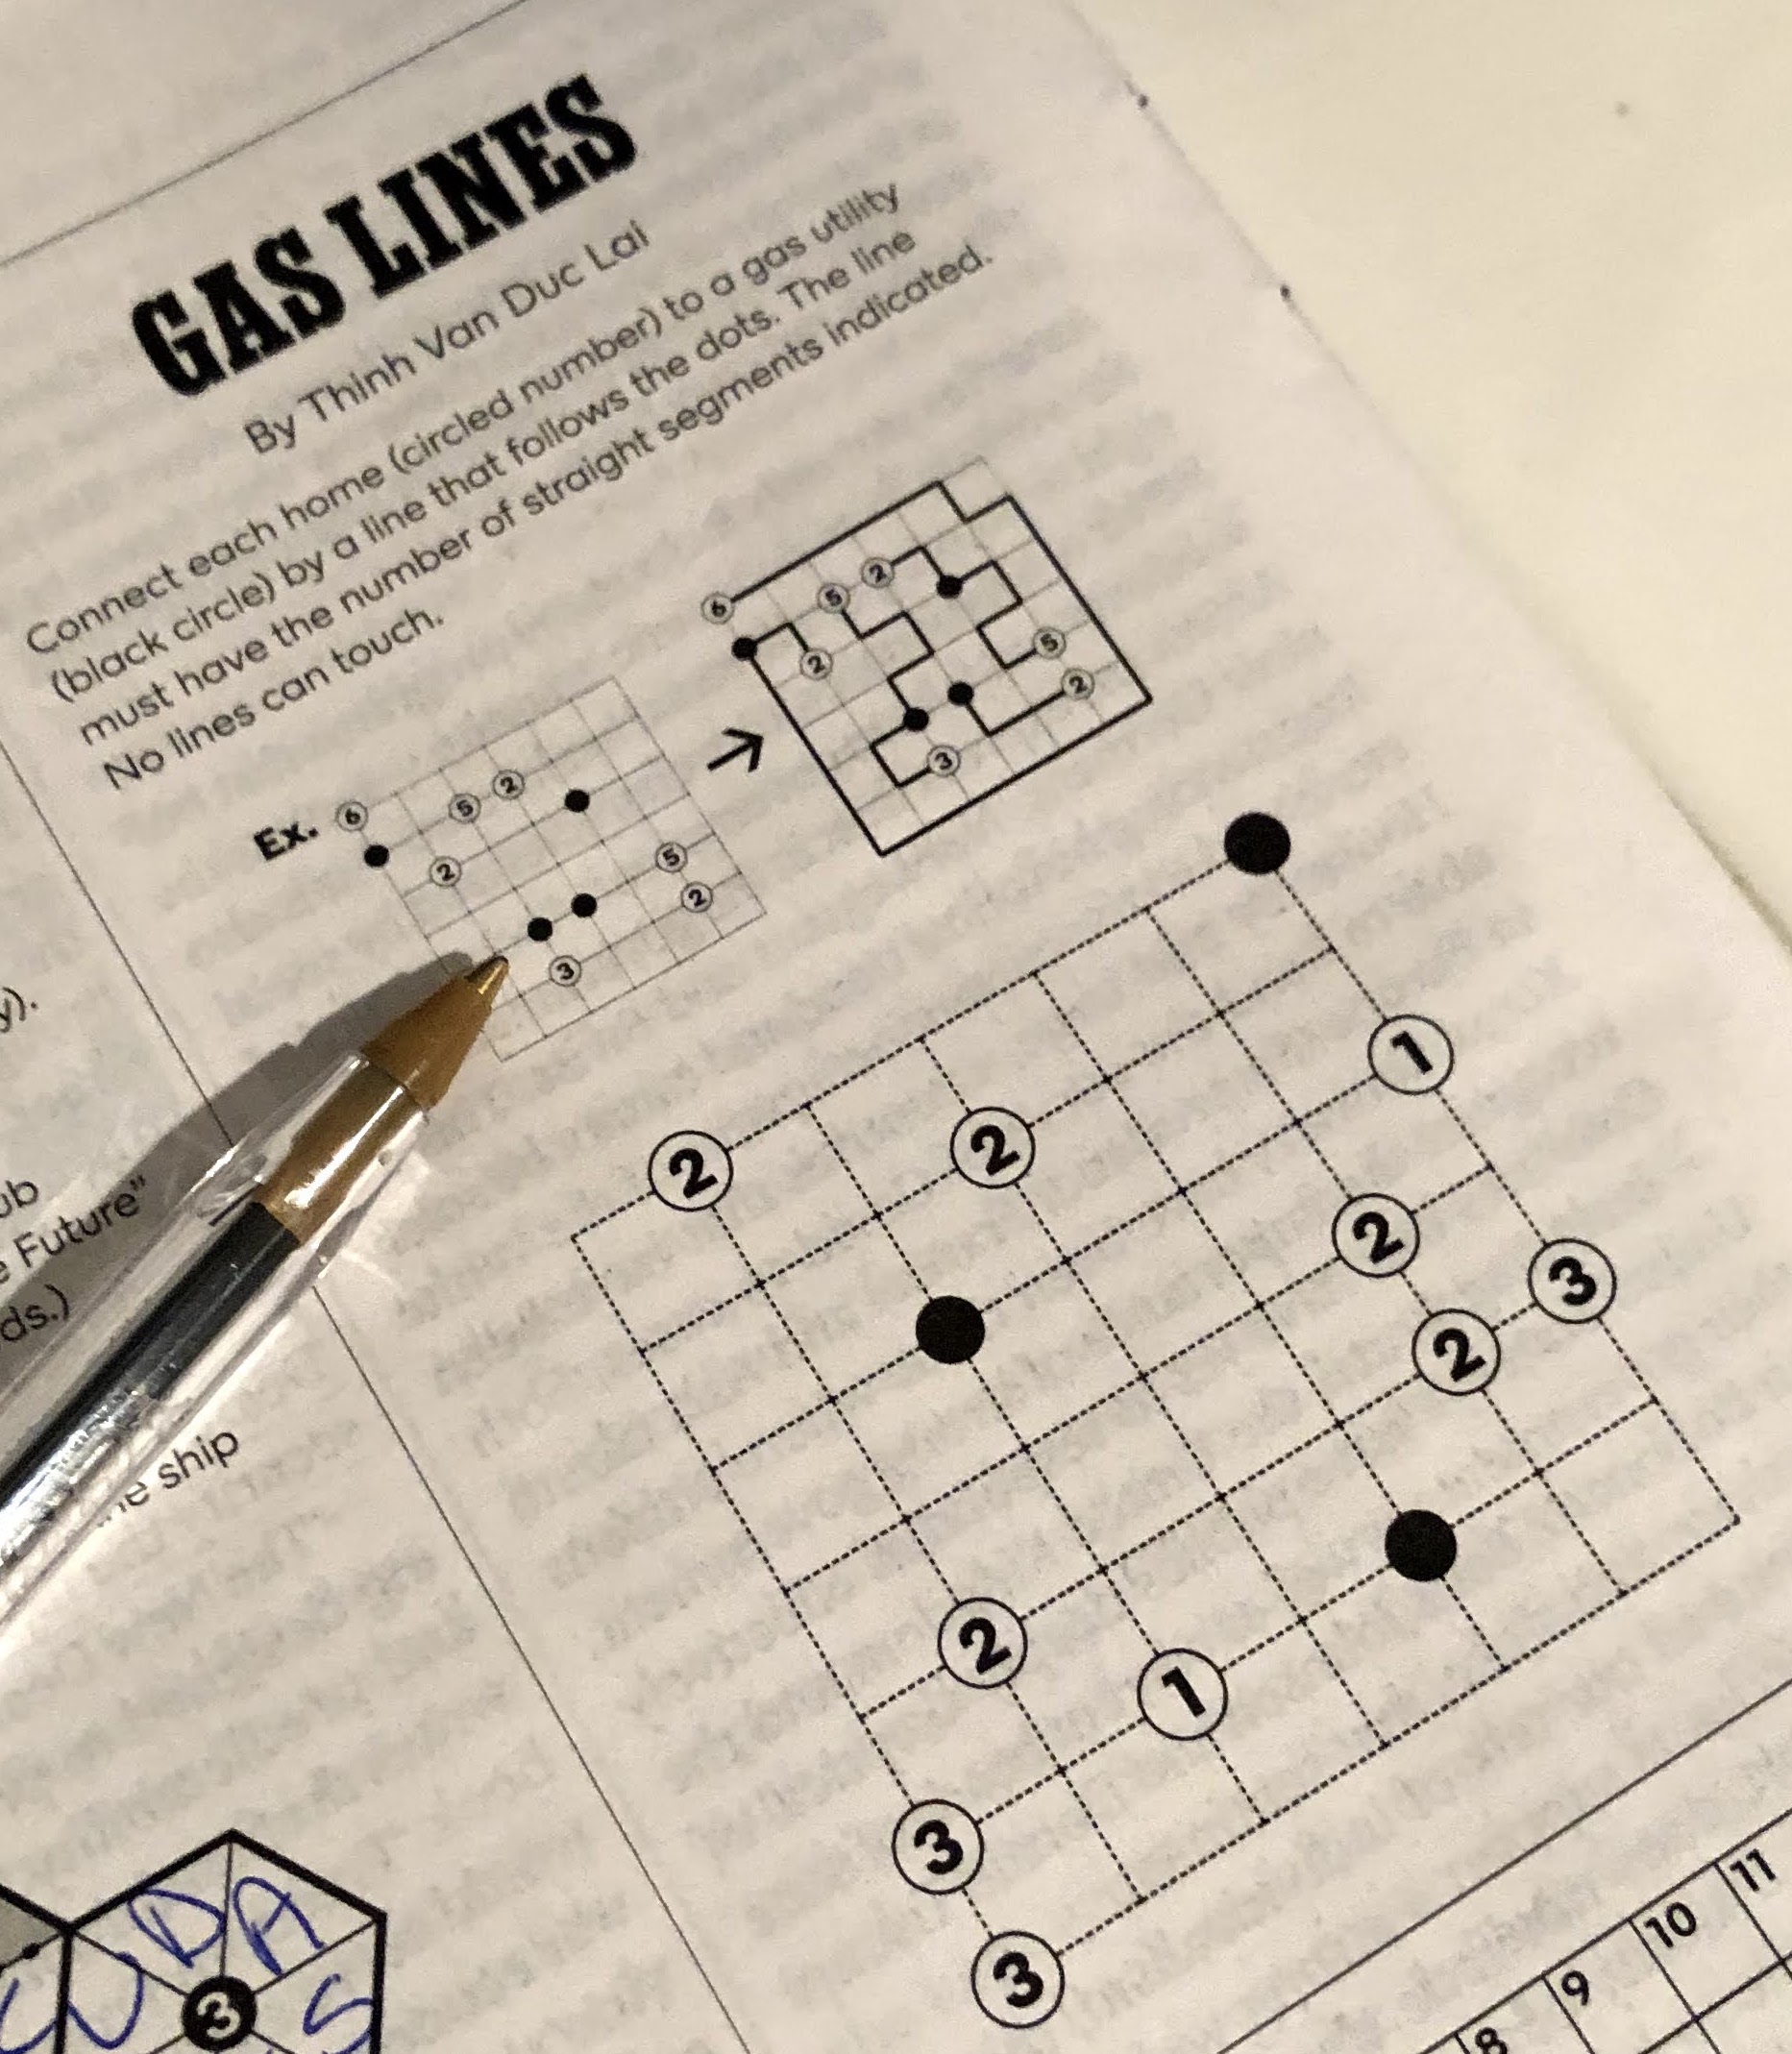 GAS LINES
By Thinh Van Duc Lai
Connect each home (circled number) to a gas utility
(black circle) by a line that follows the dots. The line
must have the number of straight segments indicated.
No lines can touch.
Ex.
6
5
2
2
5
2
3
6
5
2
2
5
2
3
2
2
1
2
3
2
2
1
3
3
y).
ub
e Future"
ds.)
he ship
D A
U
3
S
8
9
10
11